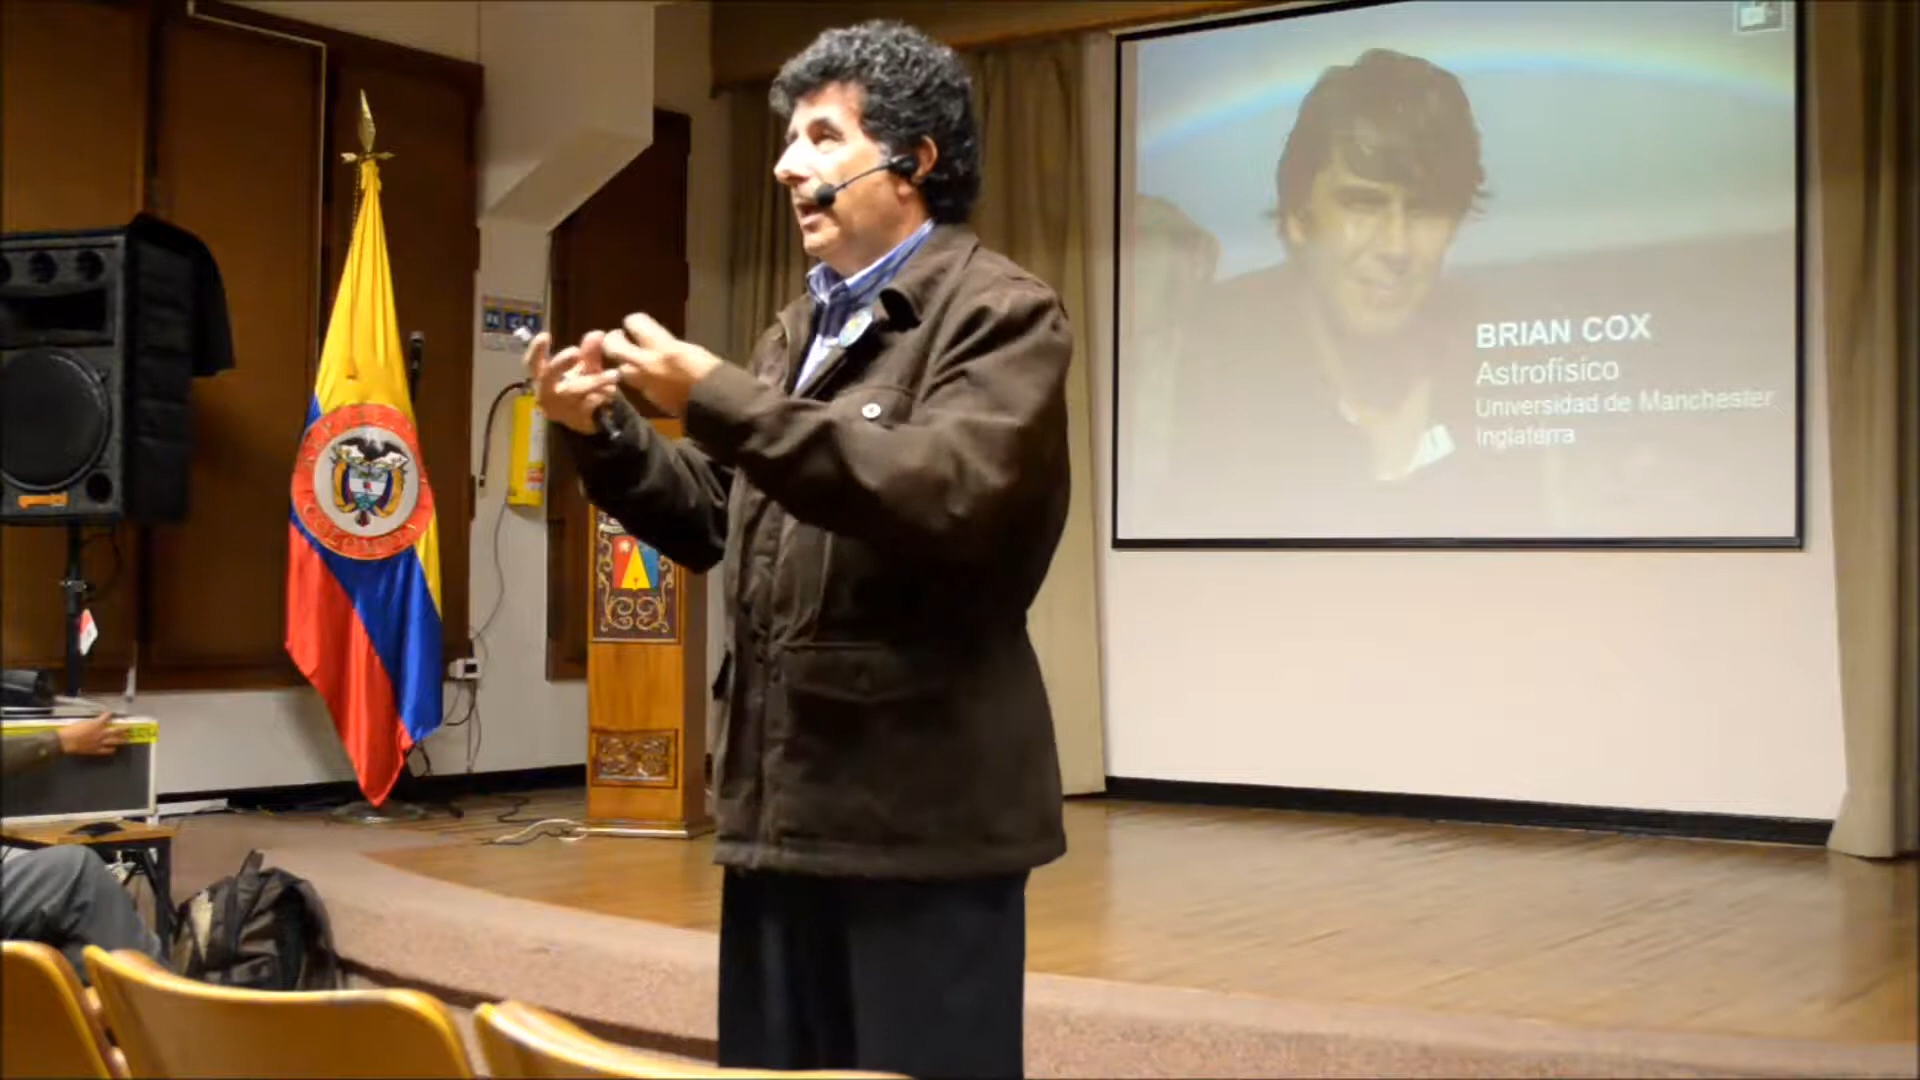 BRIAN COX
Astrofísico
Universidad de Manchester
Inglaterra